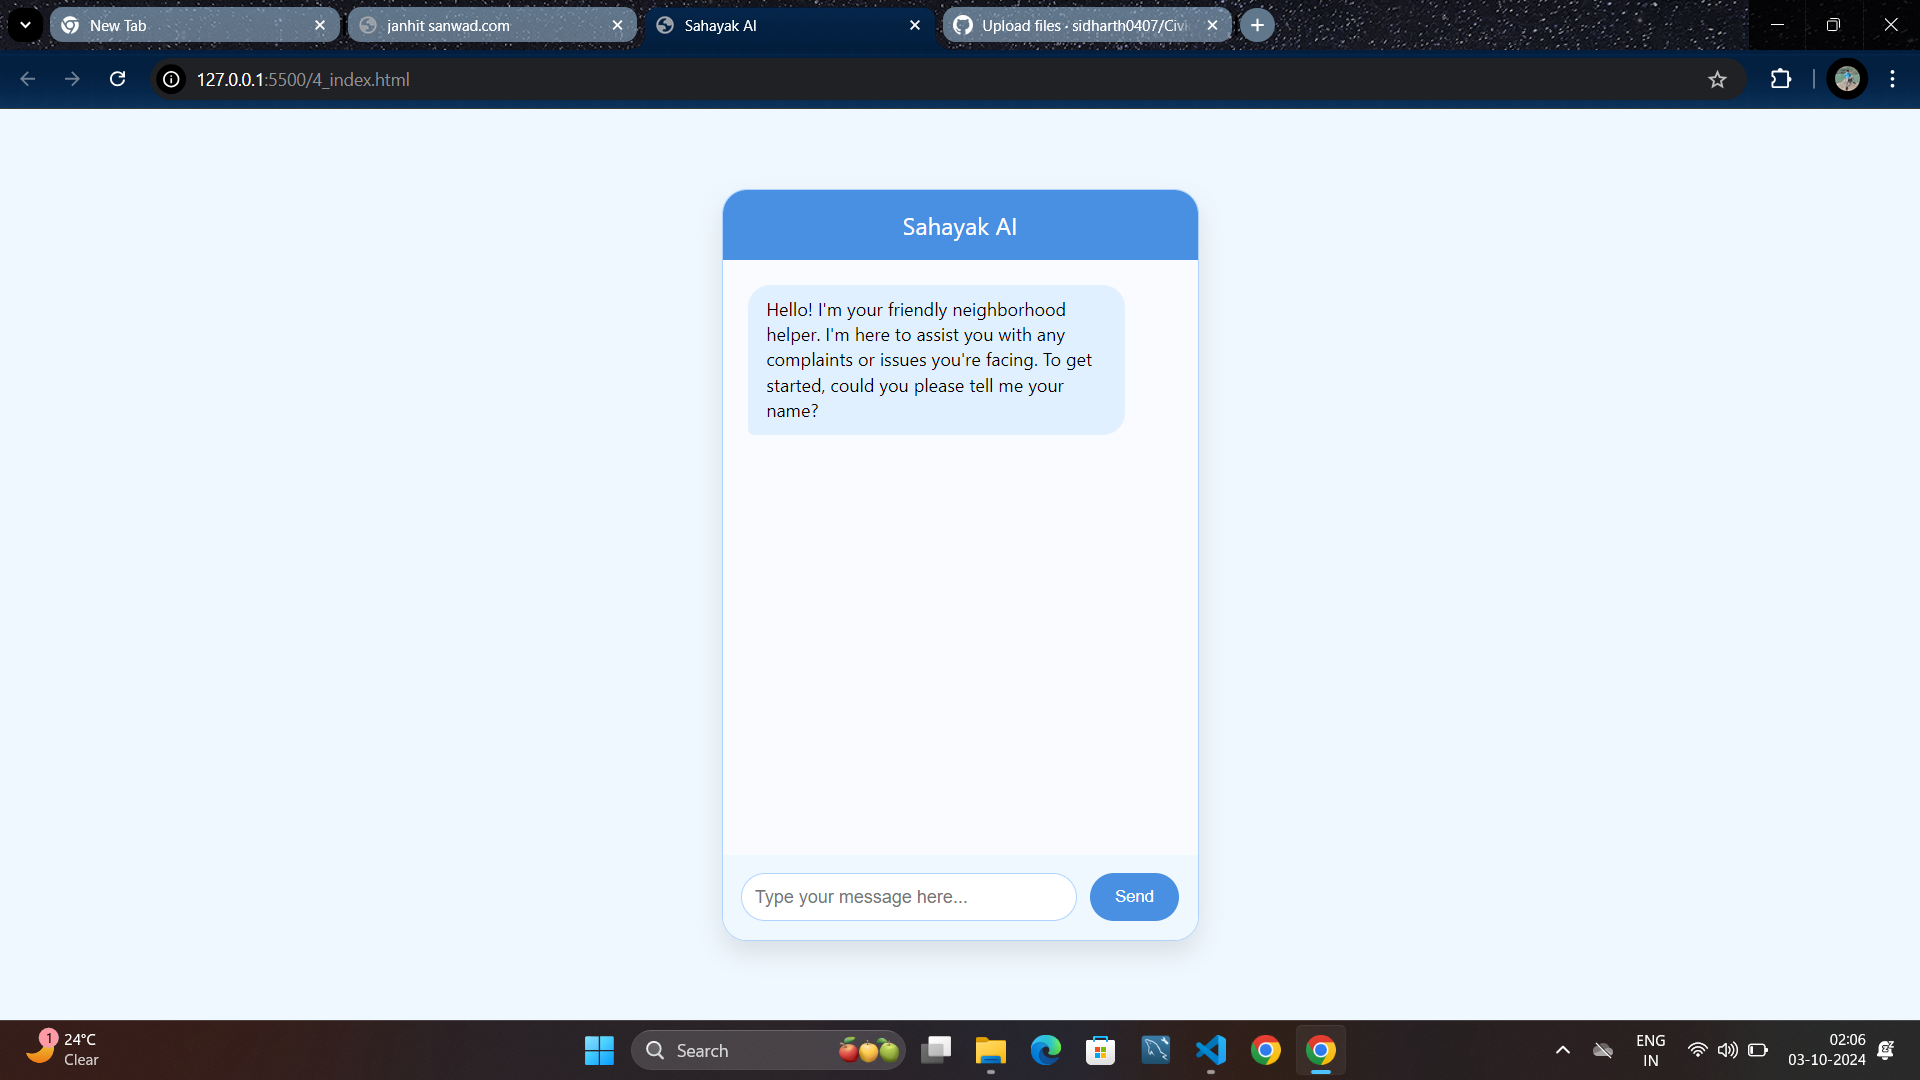 New Tab
janhit sanwad.com
Sahayak AI
Upload files · sidharth0407/Civi
127.0.0.1:5500/4_index.html
Sahayak AI
Hello! I'm your friendly neighborhood
helper. I'm here to assist you with any
complaints or issues you're facing. To get
started, could you please tell me your
name?
Type your message here...
Send
1
24°C
Clear
Search
ENG
IN
02:06
03-10-2024